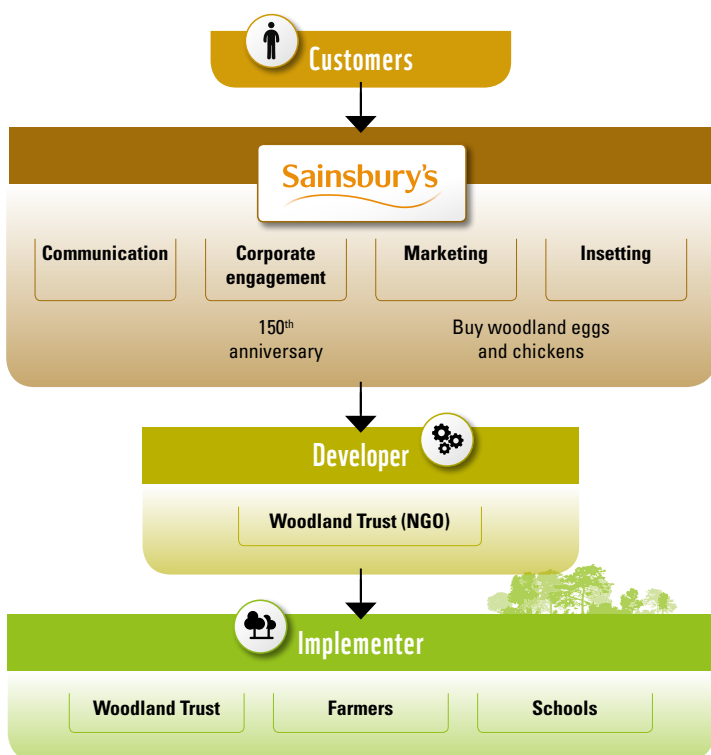 Customers
Sainsbury's
Communication
Corporate
engagement
Marketing
Insetting
150th
anniversary
Buy woodland eggs
and chickens
Developer
Woodland Trust (NGO)
Implementer
Woodland Trust
Farmers
Schools